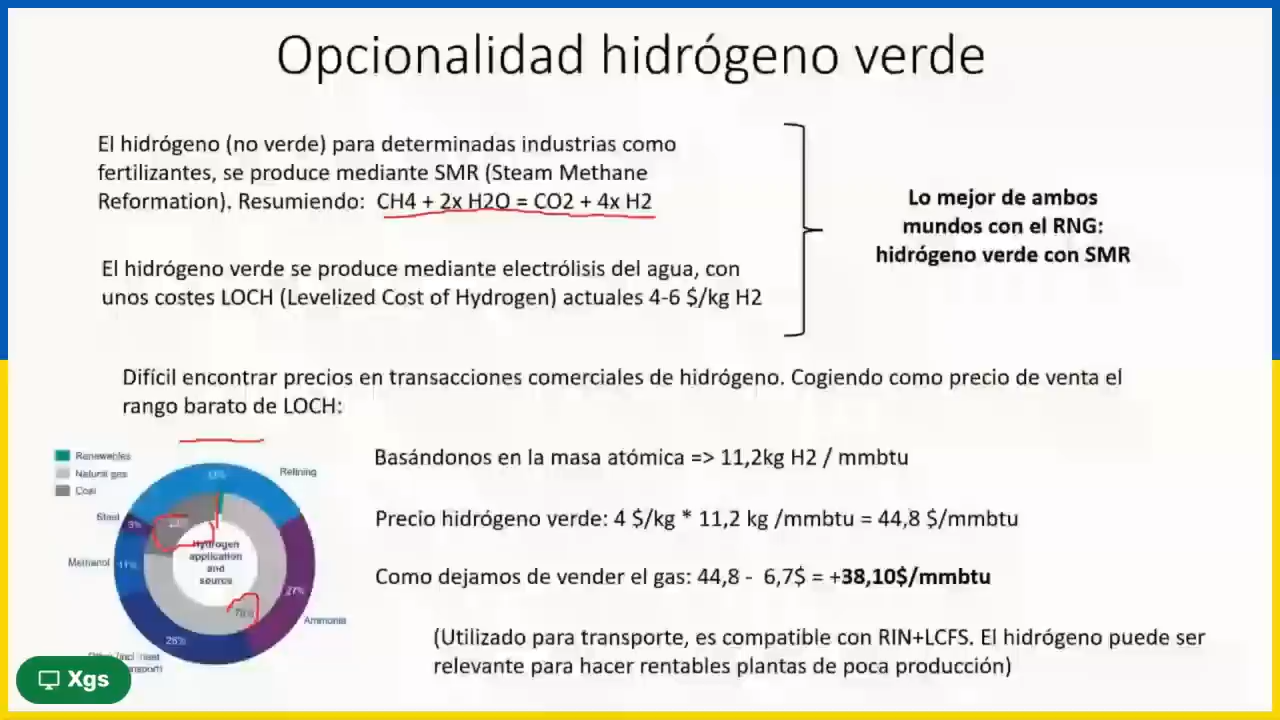 Opcionalidad hidrógeno verde
El hidrógeno (no verde) para determinadas industrias como
fertilizantes, se produce mediante SMR (Steam Methane
Reformation). Resumiendo: CH4 + 2x H2O = CO2 + 4x H2
El hidrógeno verde se produce mediante electrólisis del agua, con
unos costes LOCH (Levelized Cost of Hydrogen) actuales 4-6 $/kg H2
Lo mejor de ambos
mundos con el RNG:
hidrógeno verde con SMR
Difícil encontrar precios en transacciones comerciales de hidrógeno. Cogiendo como precio de venta el
rango barato de LOCH:
Renewables
Natural gas
Coal
Refining
Steel
3%
Methanol
11%
Hydrogen
application
and
source
27%
Ammonia
Basándonos en la masa atómica => 11,2kg H2 / mmbtu
Precio hidrógeno verde: 4 $/kg * 11,2 kg /mmbtu = 44,8 $/mmbtu
Como dejamos de vender el gas: 44,8 - 6,7$ = +38,10$/mmbtu
(Utilizado para transporte, es compatible con RIN+LCFS. El hidrógeno puede ser
relevante para hacer rentables plantas de poca producción)
Xgs